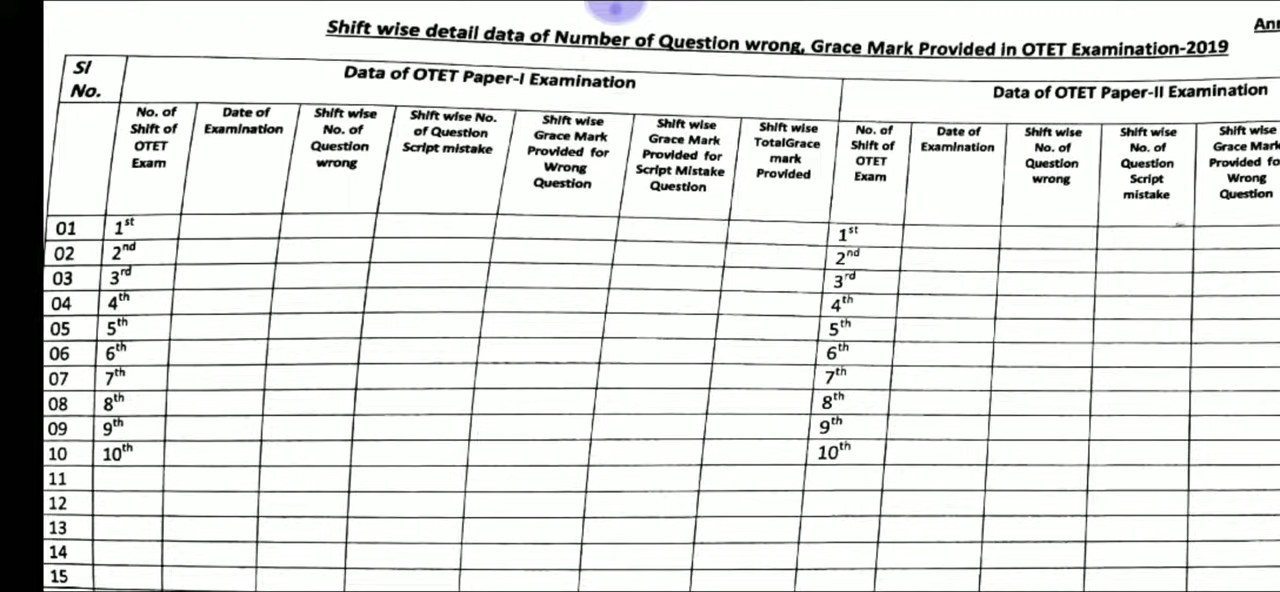 Shift wise detail data of Number of Question wrong, Grace Mark Provided in OTET Examination-2019
Sl No.
Data of OTET Paper-I Examination
Data of OTET Paper-II Examination
No. of Shift of OTET Exam
Date of Examination
Shift wise No. of Question wrong
Shift wise No. of Question Script mistake
Shift wise Grace Mark Provided for Wrong Question
Shift wise Grace Mark Provided for Script Mistake Question
Shift wise TotalGrace mark Provided
No. of Shift of OTET Exam
Date of Examination
Shift wise No. of Question wrong
Shift wise No. of Question Script mistake
Shift wise Grace Mark Provided Wrong Question
01 1st 1st
02 2nd 2nd
03 3rd 3rd
04 4th 4th
05 5th 5th
06 6th 6th
07 7th 7th
08 8th 8th
09 9th 9th
10 10th 10th
11
12
13
14
15